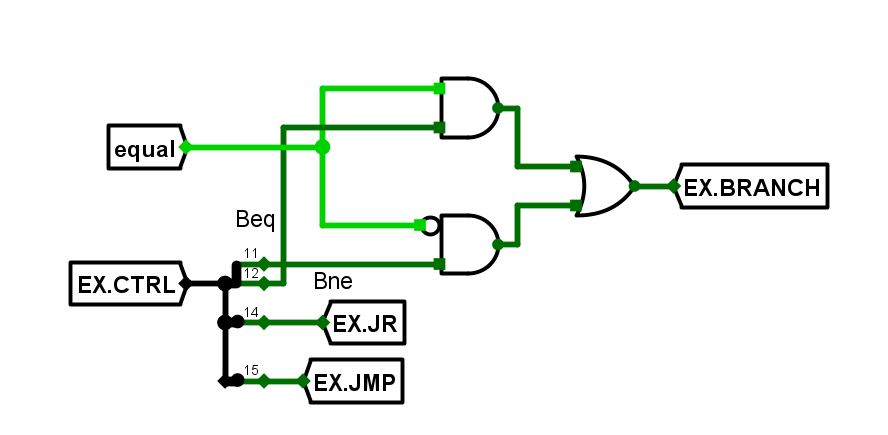 equal
EX.BRANCH
Beq
11
EX.CTRL
12
Bne
14
EX.JR
15
EX.JMP